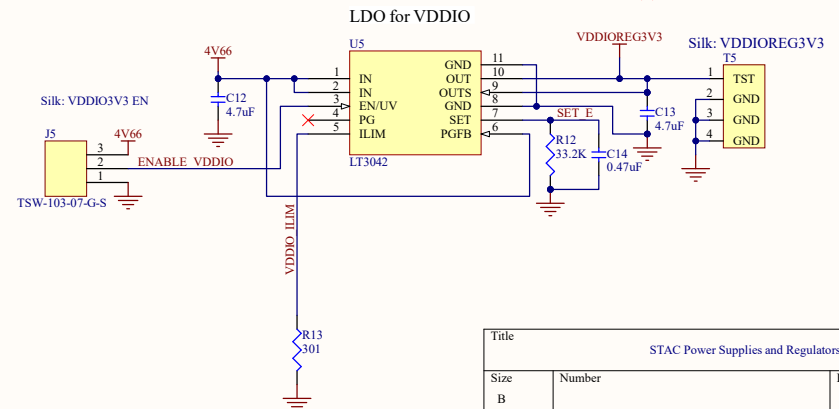 LDO for VDDIO
4V66
U5
VDDIOREG3V3
Silk: VDDIOREG3V3
T5
C12
4.7uF
1 IN
2 IN
3 EN/UV
4 PG
5 ILIM
GND 11
OUT 10
OUTS 9
GND 8
SET 7
PGFB 6
LT3042
SET_E
R12
33.2K
C14
0.47uF
C13
4.7uF
1 TST
2 GND
3 GND
4 GND
Silk: VDDIO3V3 EN
J5
4V66
3
2
1
ENABLE_VDDIO
TSW-103-07-G-S
VDDIO_ILIM
R13
301
Title
STAC Power Supplies and Regulators
Size
Number
B